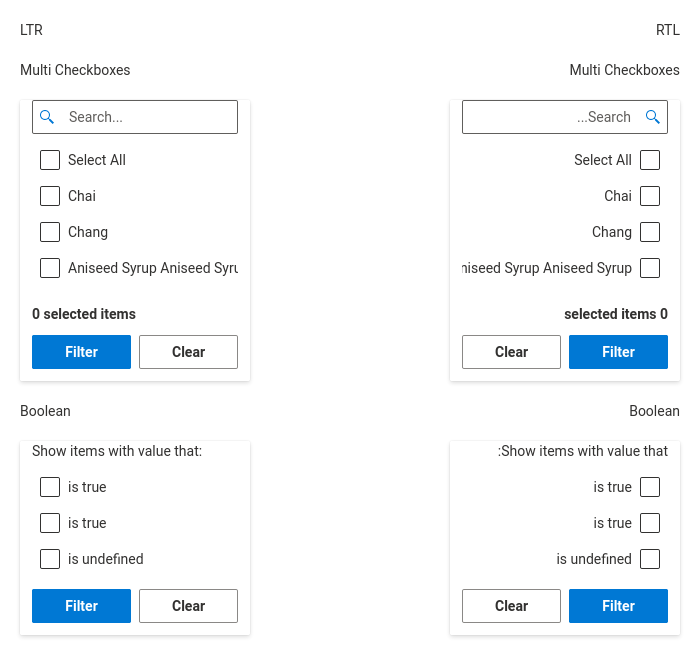 LTR
Multi Checkboxes
Search...
Select All
Chai
Chang
Aniseed Syrup Aniseed Syru
0 selected items
Filter Clear
Boolean
Show items with value that:
is true
is true
is undefined
Filter Clear
RTL
Multi Checkboxes
...Search
Select All
Chai
Chang
niseed Syrup Aniseed Syrup
selected items 0
Clear Filter
Boolean
:Show items with value that
is true
is true
is undefined
Clear Filter